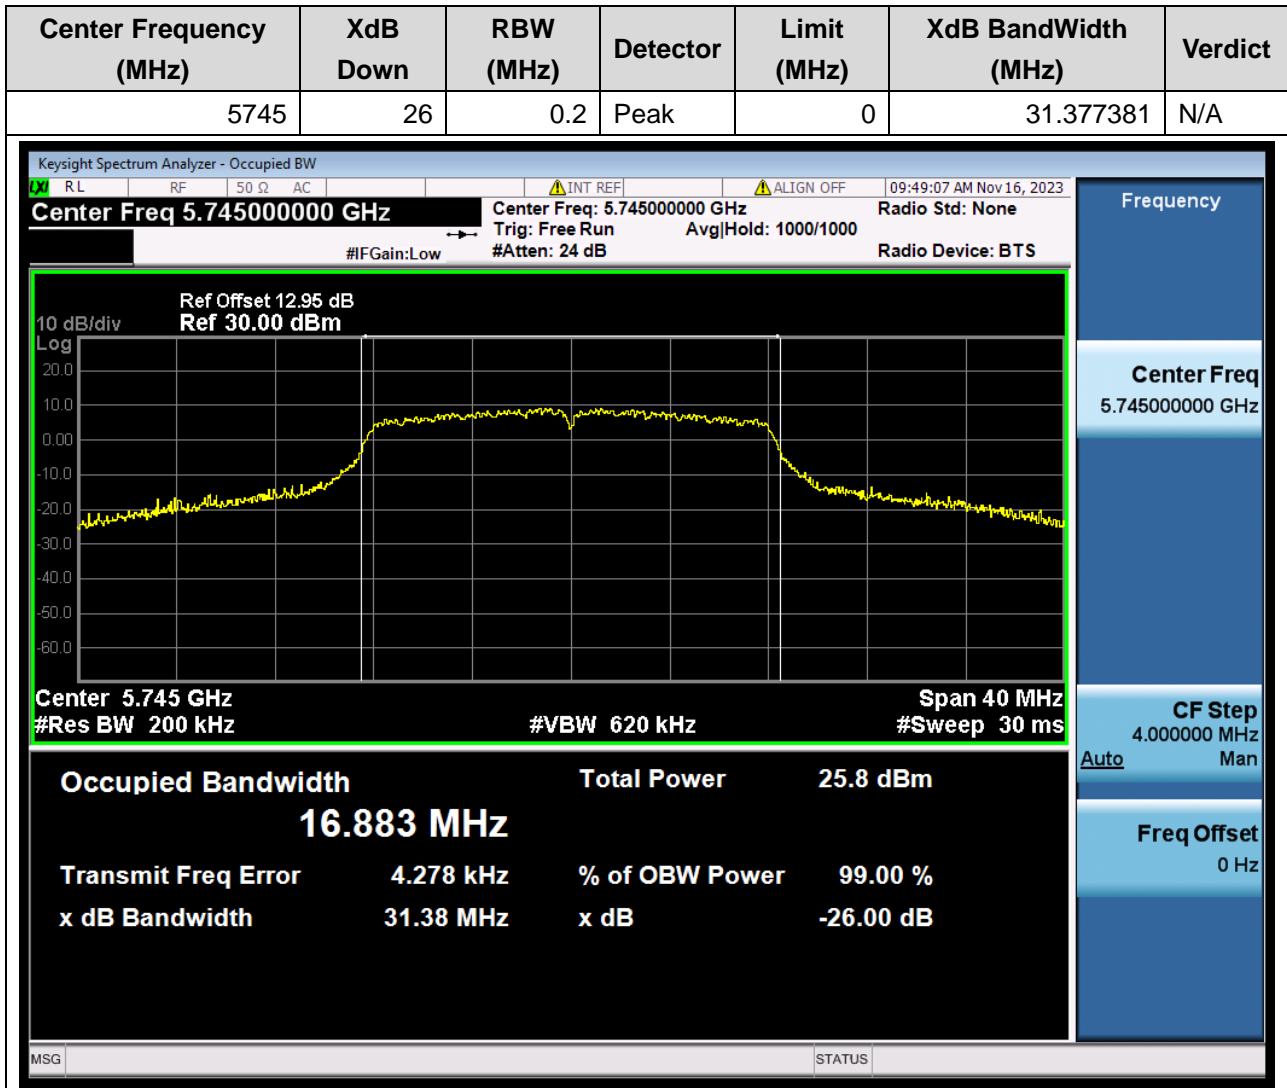 Center Frequency (MHz) XdB Down RBW (MHz) Detector Limit (MHz) XdB BandWidth (MHz) Verdict
5745 26 0.2 Peak 0 31.377381 N/A
Keysight Spectrum Analyzer - Occupied BW
LXI RL RF 50 Ω AC INT REF ALIGN OFF 09:49:07 AM Nov 16, 2023
Center Freq 5.745000000 GHz
Center Freq: 5.745000000 GHz Radio Std: None
Trig: Free Run Avg|Hold: 1000/1000
#IFGain:Low #Atten: 24 dB Radio Device: BTS
Ref Offset 12.95 dB
10 dB/div Ref 30.00 dBm
Log
20.0
10.0
0.00
-10.0
-20.0
-30.0
-40.0
-50.0
-60.0
Center 5.745 GHz Span 40 MHz
#Res BW 200 kHz #VBW 620 kHz #Sweep 30 ms
Occupied Bandwidth Total Power 25.8 dBm
16.883 MHz
Transmit Freq Error 4.278 kHz % of OBW Power 99.00 %
x dB Bandwidth 31.38 MHz x dB -26.00 dB
MSG STATUS
Frequency
Center Freq
5.745000000 GHz
CF Step
4.000000 MHz
Auto Man
Freq Offset
0 Hz